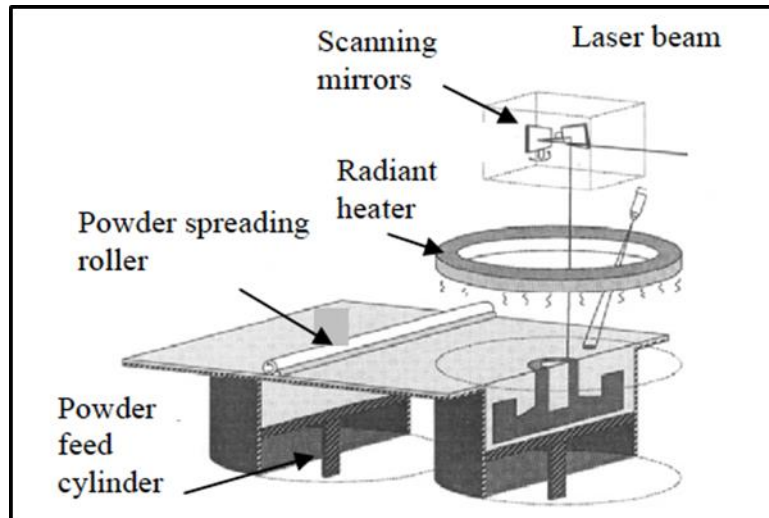 Scanning
mirrors
Laser beam
Radiant
heater
Powder spreading
roller
Powder
feed
cylinder